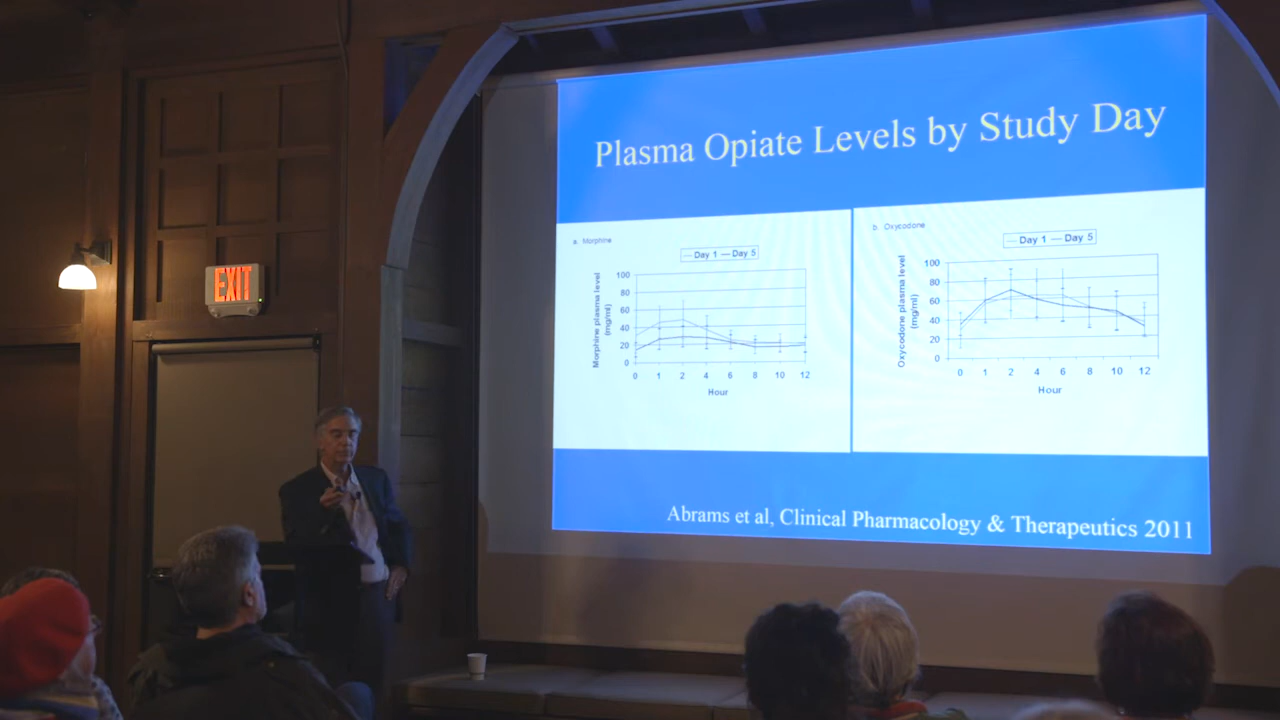 EXIT
Plasma Opiate Levels by Study Day
a. Morphine
Day 1 Day 5
Morphine plasma level
(mg/ml)
100
80
60
40
20
0
0 1 2 4 6 8 10 12
Hour
b. Oxycodone
Day 1 Day 5
Oxycodone plasma level
(mg/ml)
100
80
60
40
20
0
0 1 2 4 6 8 10 12
Hour
Abrams et al, Clinical Pharmacology & Therapeutics 2011